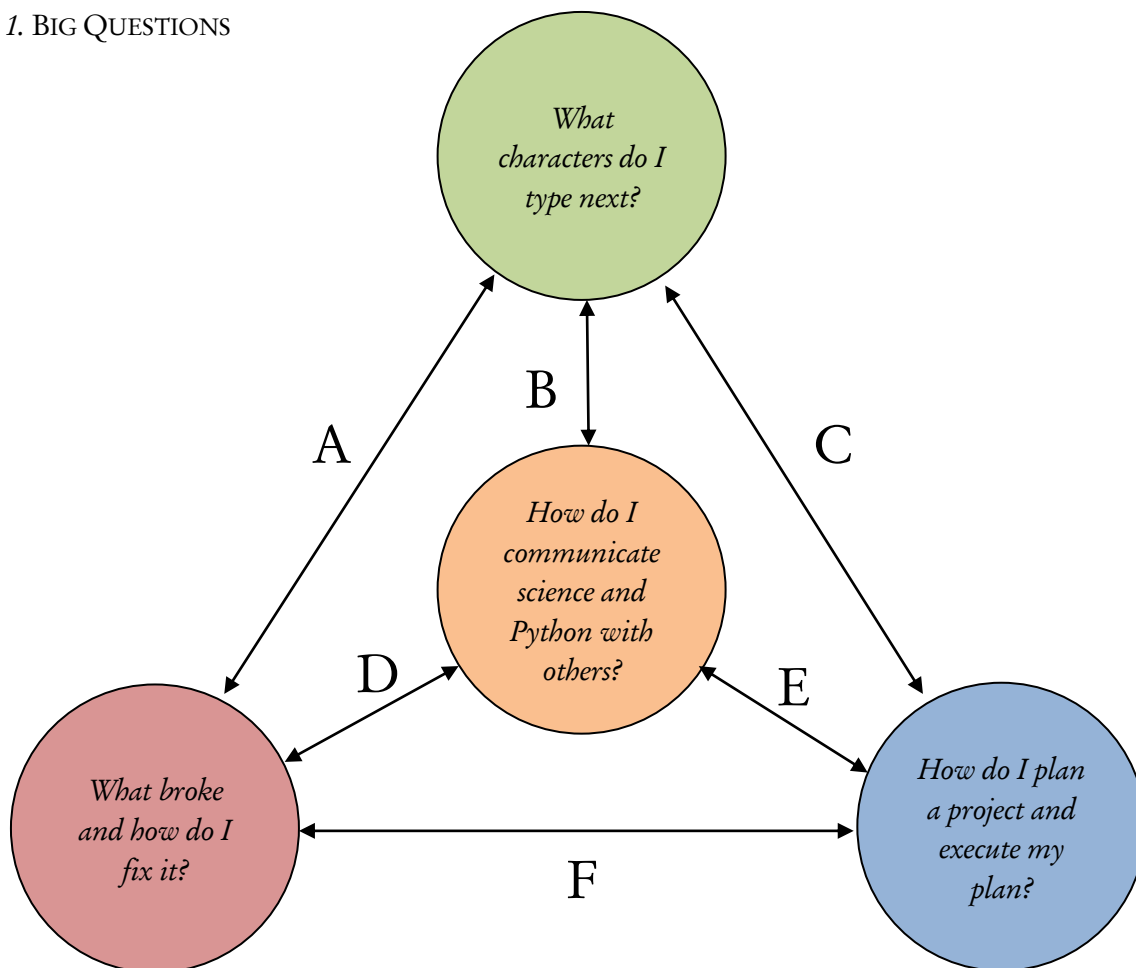 1. BIG QUESTIONS
What
characters do I
type next?
A
B
C
How do I
communicate
science and
Python with
others?
D
E
What broke
and how do I
fix it?
How do I plan
a project and
execute my
plan?
F